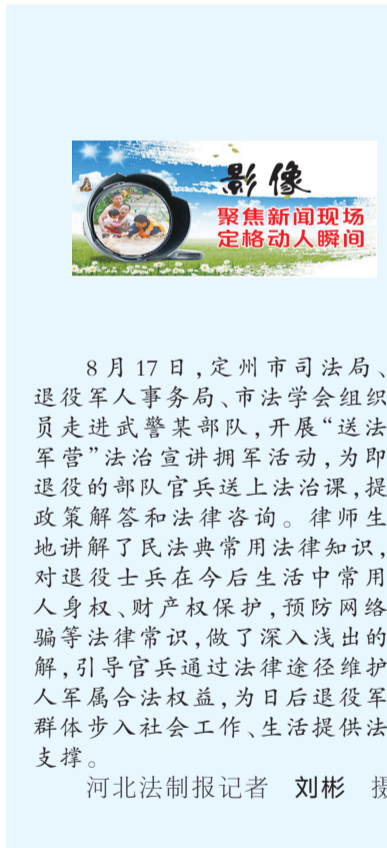 影像
聚焦新闻现场
定格动人瞬间
8月17日，定州市司法局、
退役军人事务局、市法学会组织
员走进武警某部队，开展“送法
军营”法治宣讲拥军活动，为即
退役的部队官兵送上法治课，提
政策解答和法律咨询。律师生
地讲解了民法典常用法律知识，
对退役士兵在今后生活中常用
人身权、财产权保护，预防网络
骗等法律常识，做了深入浅出的
解，引导官兵通过法律途径维护
人军属合法权益，为日后退役军
群体步入社会工作、生活提供法
支撑。
河北法制报记者 刘彬 摄